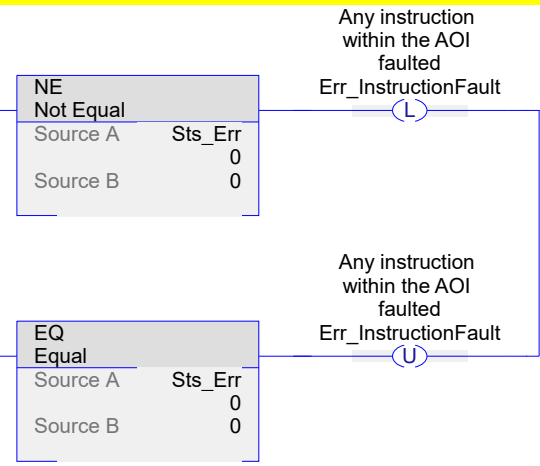 Any instruction
within the AOI
faulted
Err_InstructionFault
NE
Not Equal
L
Source A Sts_Err
0
Source B 0
Any instruction
within the AOI
faulted
Err_InstructionFault
EQ
Equal
U
Source A Sts_Err
0
Source B 0